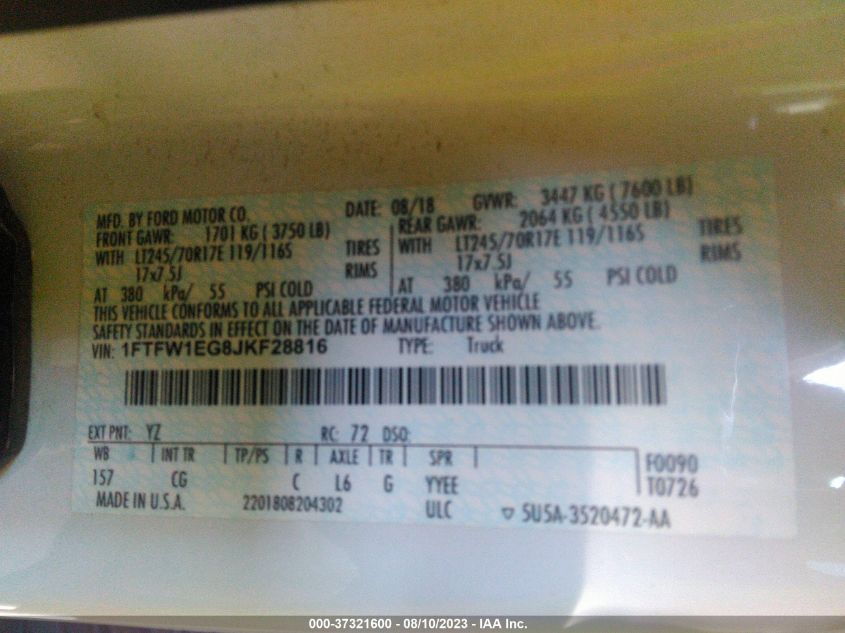 MFD. BY FORD MOTOR CO.
DATE: 08/18 GVWR: 3447 KG ( 7600 LB)
FRONT GAWR: 1701 KG ( 3750 LB)
WITH LT245/70R17E 119/116S TIRES
17x7.5J RIMS
AT 380 kPa/ 55 PSI COLD
REAR GAWR: 2064 KG ( 4550 LB)
WITH LT245/70R17E 119/116S TIRES
17x7.5J RIMS
AT 380 kPa/ 55 PSI COLD
THIS VEHICLE CONFORMS TO ALL APPLICABLE FEDERAL MOTOR VEHICLE
SAFETY STANDARDS IN EFFECT ON THE DATE OF MANUFACTURE SHOWN ABOVE.
VIN: 1FTFW1EG8JKF28816 TYPE: Truck
EXT PNT: YZ RC: 72 DSO:
WB INT TR TP/PS R AXLE TR SPR
157 CG C L6 G YYEE
F0090
T0726
MADE IN U.S.A. 2201808204302 ULC ▽ 5U5A-3520472-AA
000-37321600 - 08/10/2023 - IAA Inc.